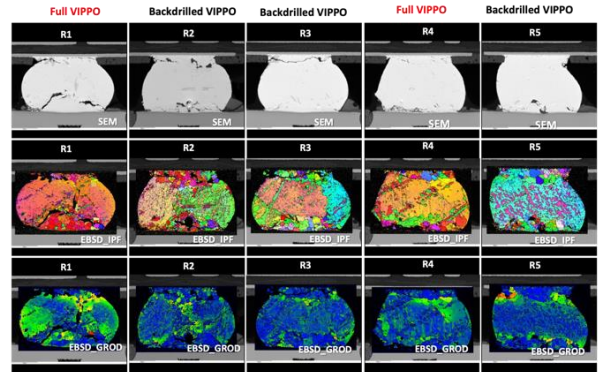 Full VIPPO Backdrilled VIPPO Backdrilled VIPPO Full VIPPO Backdrilled VIPPO
R1 R2 R3 R4 R5
SEM SEM SEM SEM SEM
R1 R2 R3 R4 R5
EBSD_IPF EBSD_IPF EBSD_IPF EBSD_IPF EBSD_IPF
R1 R2 R3 R4 R5
EBSD_GROD EBSD_GROD EBSD_GROD EBSD_GROD EBSD_GROD